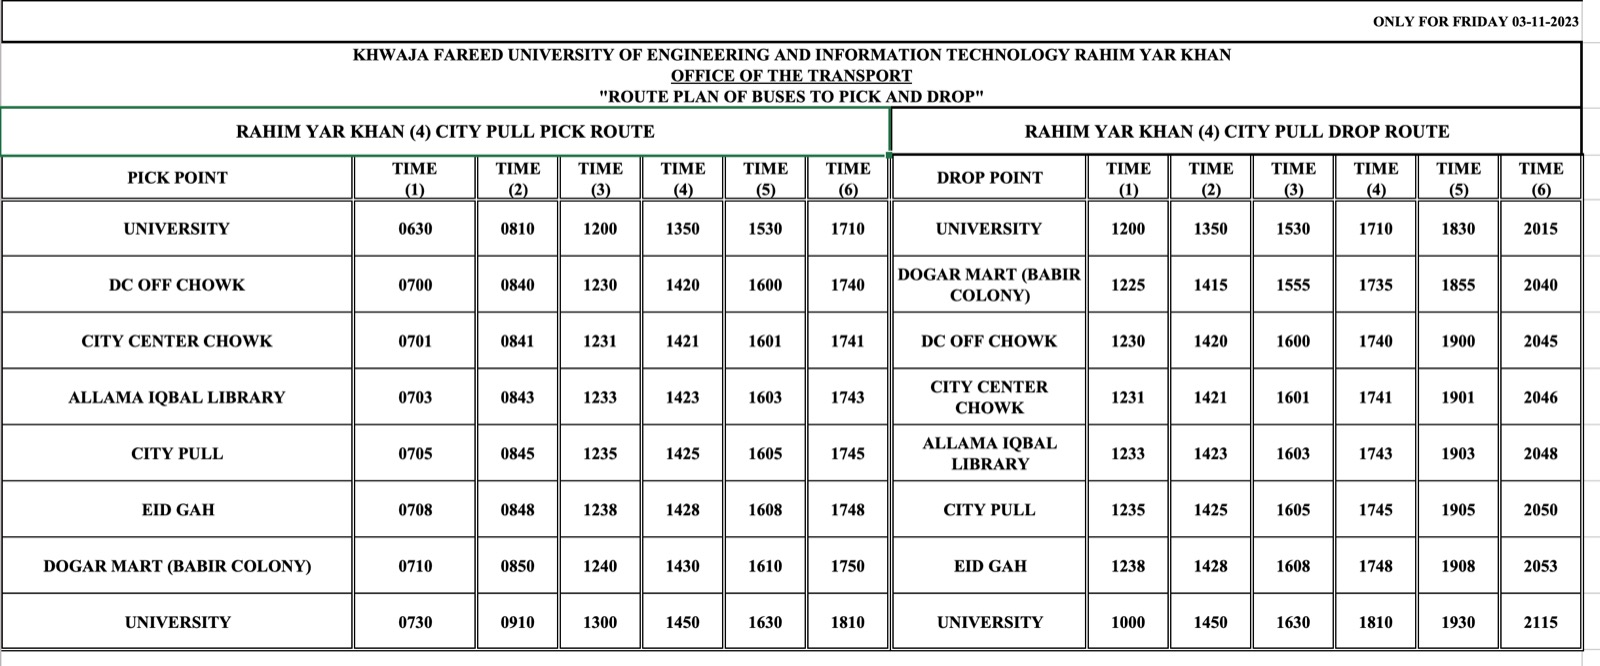 ONLY FOR FRIDAY 03-11-2023
KHWAJA FAREED UNIVERSITY OF ENGINEERING AND INFORMATION TECHNOLOGY RAHIM YAR KHAN
OFFICE OF THE TRANSPORT
"ROUTE PLAN OF BUSES TO PICK AND DROP"
RAHIM YAR KHAN (4) CITY PULL PICK ROUTE RAHIM YAR KHAN (4) CITY PULL DROP ROUTE
PICK POINT TIME (1) TIME (2) TIME (3) TIME (4) TIME (5) TIME (6) DROP POINT TIME (1) TIME (2) TIME (3) TIME (4) TIME (5) TIME (6)
UNIVERSITY 0630 0810 1200 1350 1530 1710 UNIVERSITY 1200 1350 1530 1710 1830 2015
DC OFF CHOWK 0700 0840 1230 1420 1600 1740 DOGAR MART (BABIR COLONY) 1225 1415 1555 1735 1855 2040
CITY CENTER CHOWK 0701 0841 1231 1421 1601 1741 DC OFF CHOWK 1230 1420 1600 1740 1900 2045
ALLAMA IQBAL LIBRARY 0703 0843 1233 1423 1603 1743 CITY CENTER CHOWK 1231 1421 1601 1741 1901 2046
CITY PULL 0705 0845 1235 1425 1605 1745 ALLAMA IQBAL LIBRARY 1233 1423 1603 1743 1903 2048
EID GAH 0708 0848 1238 1428 1608 1748 CITY PULL 1235 1425 1605 1745 1905 2050
DOGAR MART (BABIR COLONY) 0710 0850 1240 1430 1610 1750 EID GAH 1238 1428 1608 1748 1908 2053
UNIVERSITY 0730 0910 1300 1450 1630 1810 UNIVERSITY 1000 1450 1630 1810 1930 2115